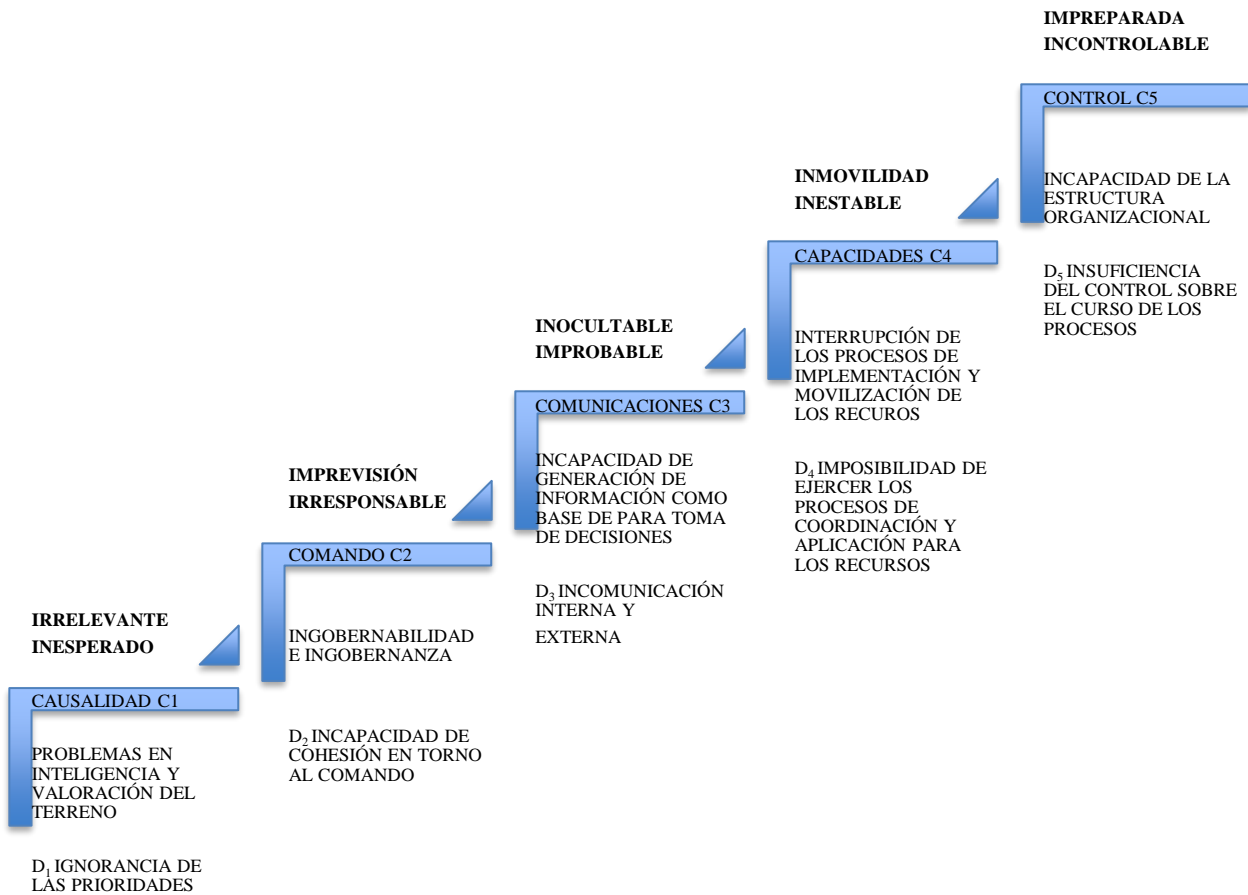 IRRELEVANTE
INESPERADO
CAUSALIDAD C1
PROBLEMAS EN
INTELIGENCIA Y
VALORACIÓN DEL
TERRENO
D₁ IGNORANCIA DE
LAS PRIORIDADES
IMPREVISIÓN
IRRESPONSABLE
COMANDO C2
INGOBERNABILIDAD
E INGOBERNANZA
D₂ INCAPACIDAD DE
COHESIÓN EN TORNO
AL COMANDO
INOCULTABLE
IMPROBABLE
COMUNICACIONES C3
INCAPACIDAD DE
GENERACIÓN DE
INFORMACIÓN COMO
BASE DE PARA TOMA
DE DECISIONES
D₃ INCOMUNICACIÓN
INTERNA Y
EXTERNA
INMOVILIDAD
INESTABLE
CAPACIDADES C4
INTERRUPCIÓN DE
LOS PROCESOS DE
IMPLEMENTACIÓN Y
MOVILIZACIÓN DE
LOS RECUROS
D₄ IMPOSIBILIDAD DE
EJERCER LOS
PROCESOS DE
COORDINACIÓN Y
APLICACIÓN PARA
LOS RECURSOS
IMPREPARADA
INCONTROLABLE
CONTROL C5
INCAPACIDAD DE LA
ESTRUCTURA
ORGANIZACIONAL
D₅ INSUFICIENCIA
DEL CONTROL SOBRE
EL CURSO DE LOS
PROCESOS